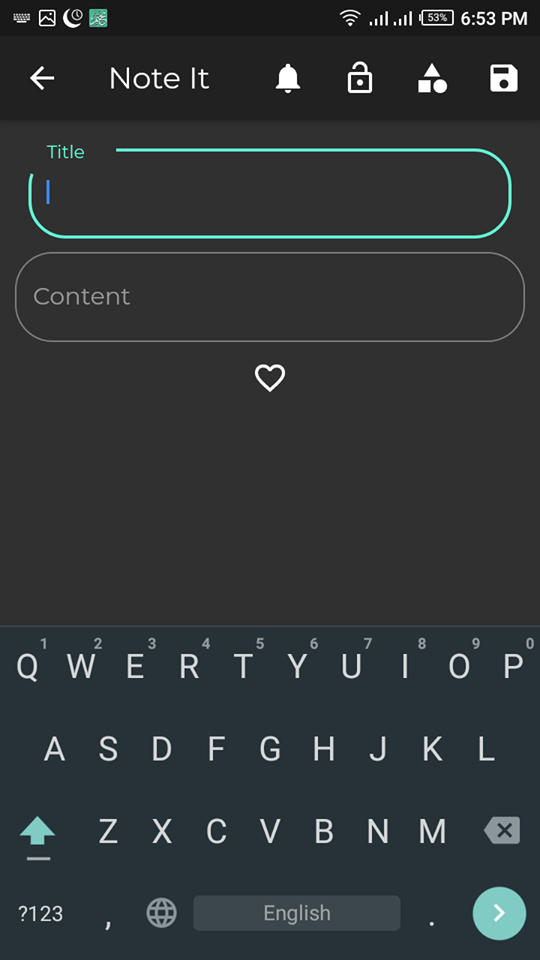 53% 6:53 PM
Note It
Title
Content
1 2 3 4 5 6 7 8 9 0
Q W E R T Y U I O P
A S D F G H J K L
Z X C V B N M
?123 , English .